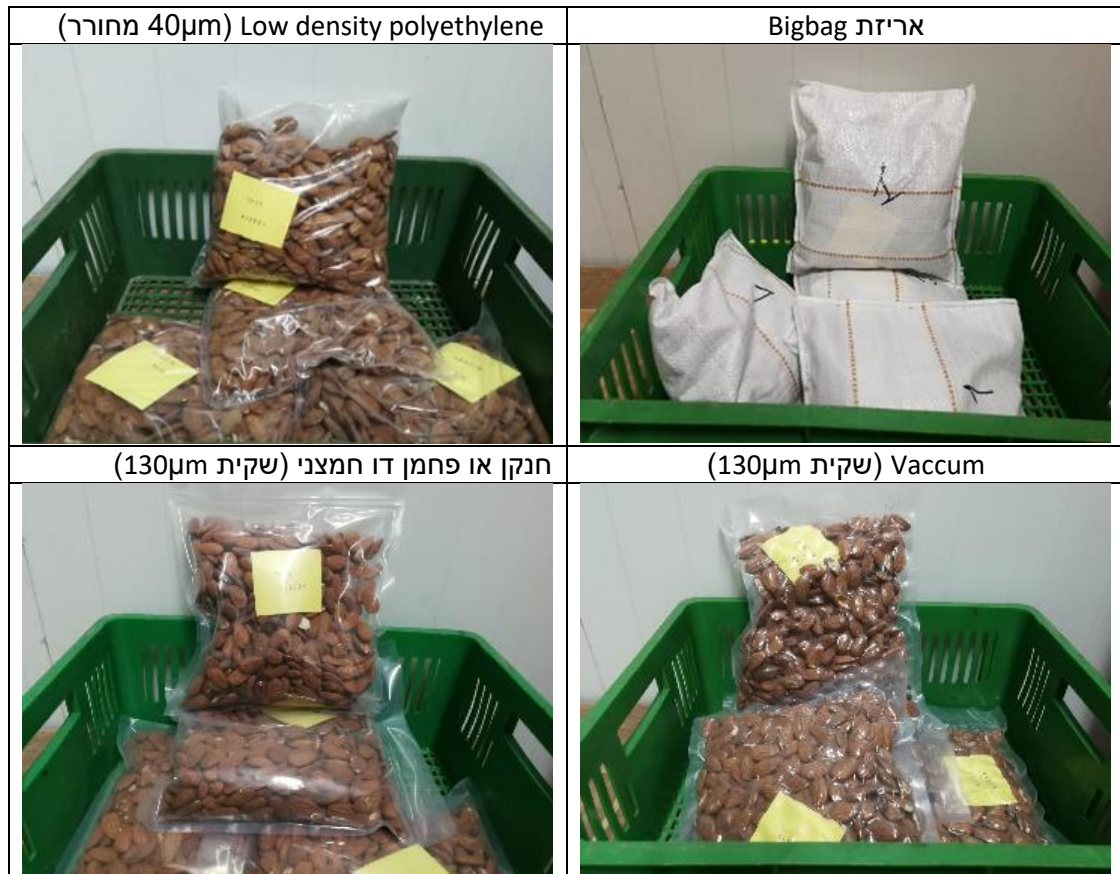 אריזת Bigbag
Low density polyethylene (40µm מחורר)
Vaccum (שקית 130µm)
חנקן או פחמן דו חמצני (שקית 130µm)